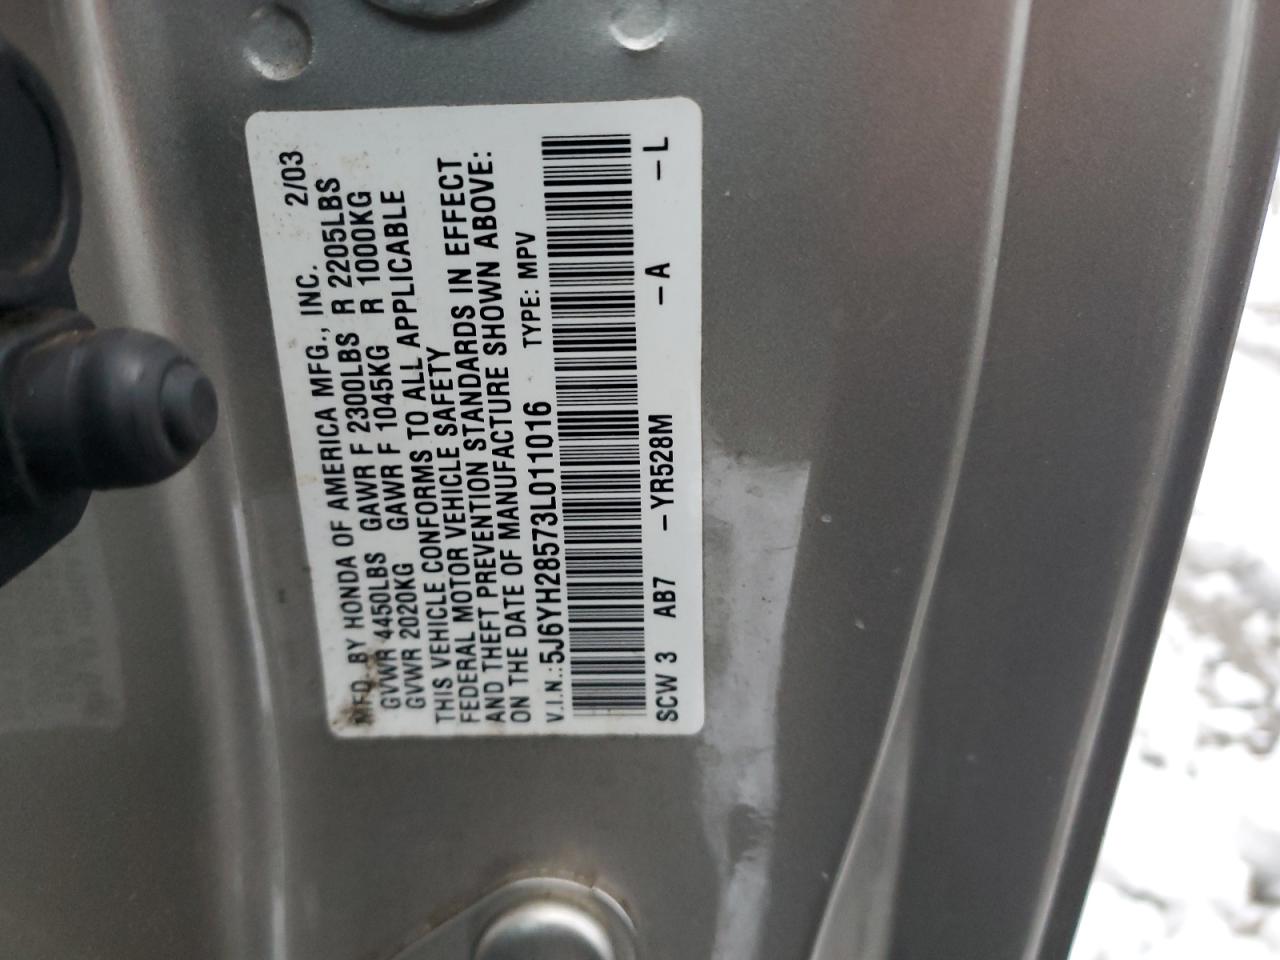 MFD. BY HONDA OF AMERICA MFG., INC. 2/03
GVWR 4450LBS GAWR F 2300LBS R 2205LBS
GVWR 2020KG GAWR F 1045KG R 1000KG
THIS VEHICLE CONFORMS TO ALL APPLICABLE
FEDERAL MOTOR VEHICLE SAFETY
AND THEFT PREVENTION STANDARDS IN EFFECT
ON THE DATE OF MANUFACTURE SHOWN ABOVE:
V.I.N.: 5J6YH28573L011016 TYPE: MPV
SCW 3 AB7 -YR528M -A -L